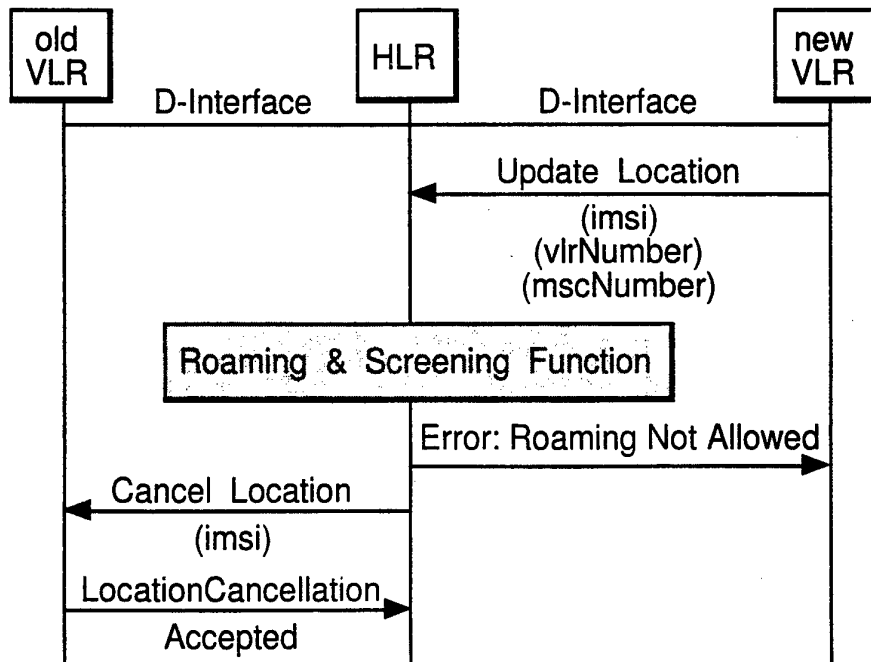 old
VLR
HLR
new
VLR
D-Interface
D-Interface
Update Location
(imsi)
(vlrNumber)
(mscNumber)
Roaming & Screening Function
Error: Roaming Not Allowed
Cancel Location
(imsi)
LocationCancellation
Accepted